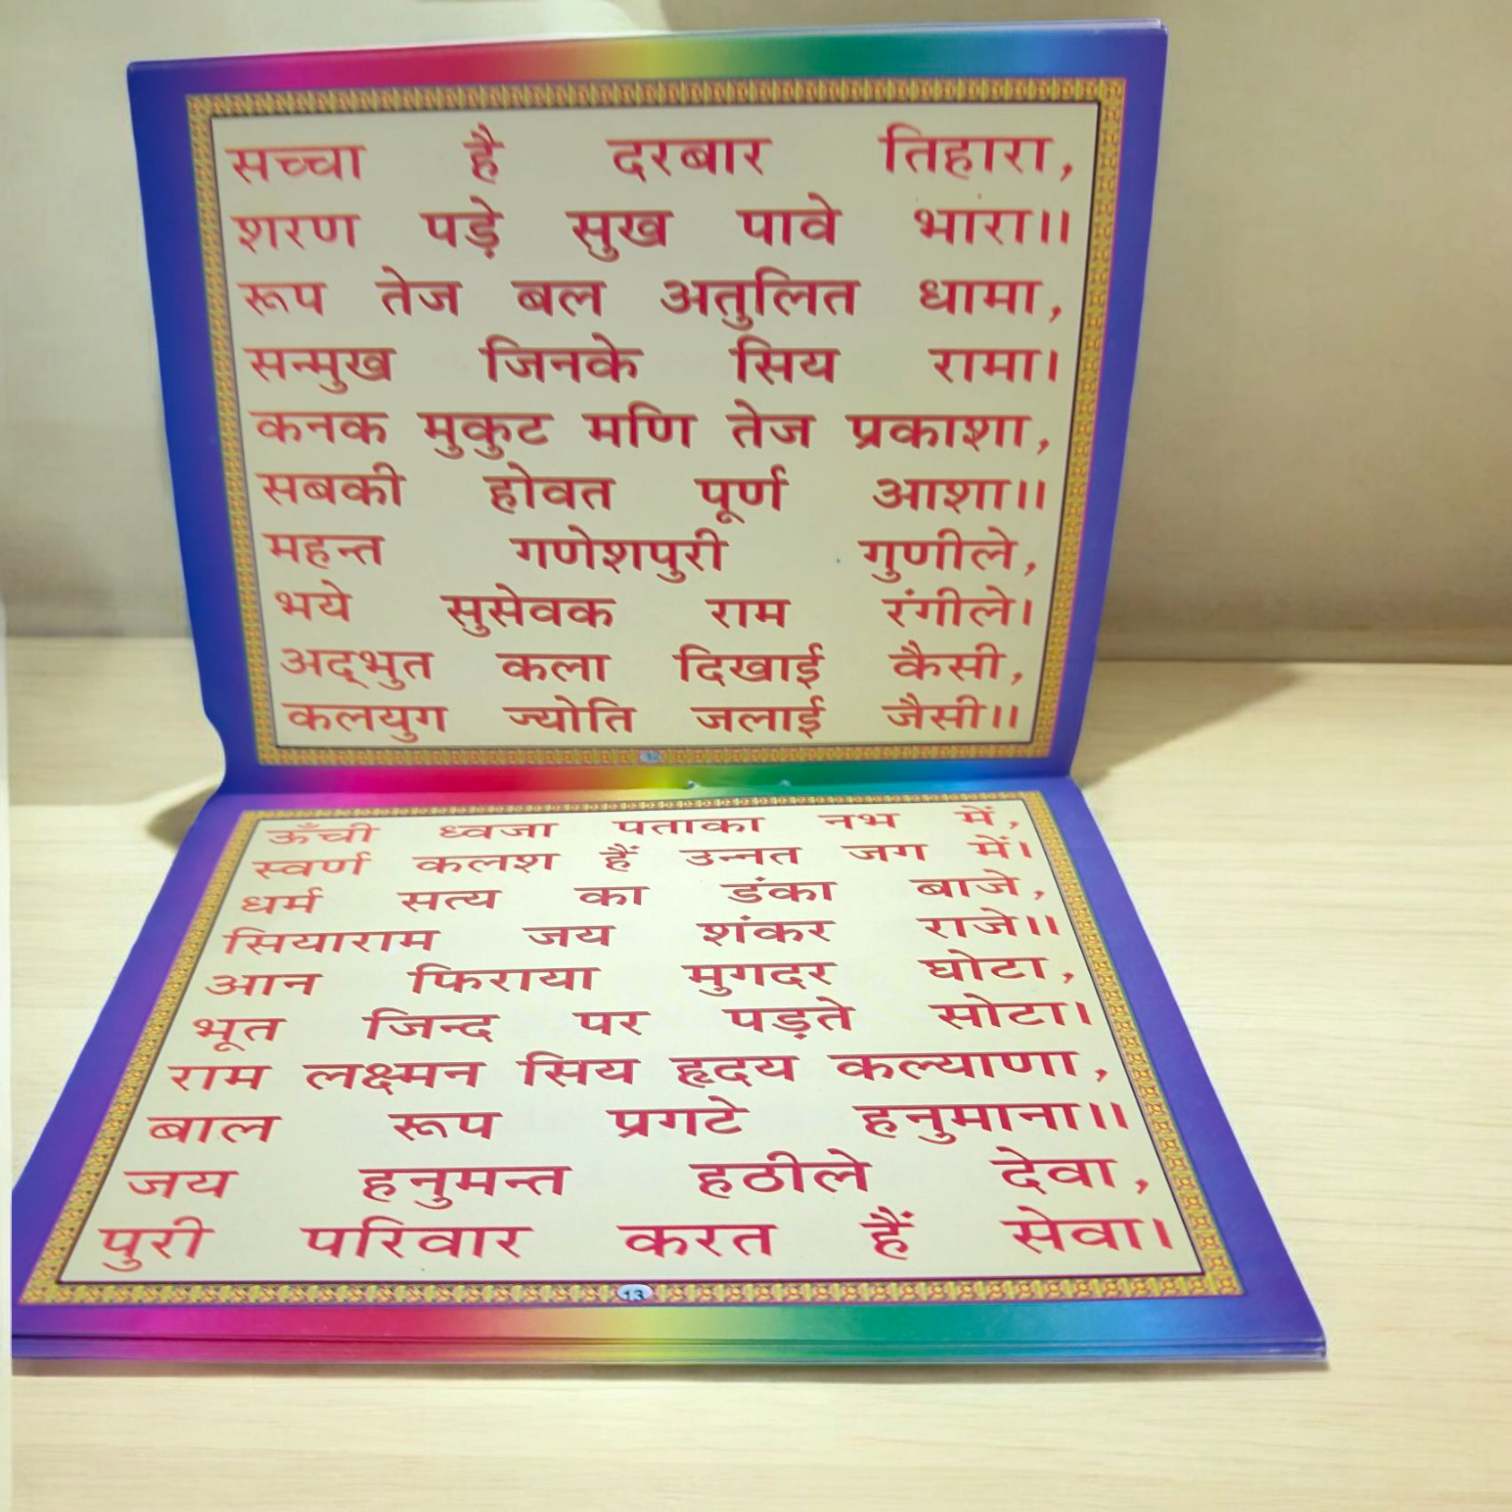 सच्चा है दरबार तिहारा,
शरण पड़े सुख पावे भारा।।
रूप तेज बल अतुलित धामा,
सन्मुख जिनके सिय रामा।
कनक मुकुट मणि तेज प्रकाशा,
सबकी होवत पूर्ण आशा।।
महन्त गणेशपुरी गुणीले,
भये सुसेवक राम रंगीले।
अद्भुत कला दिखाई कैसी,
कलयुग ज्योति जलाई जैसी।।
ऊँची ध्वजा पताका नभ में,
स्वर्ण कलश हैं उन्नत जग में।
धर्म सत्य का डंका बाजे,
सियाराम जय शंकर राजे।।
आन फिराया मुगदर घोटा,
भूत जिन्द पर पड़ते सोटा।
राम लक्ष्मन सिय हृदय कल्याणा,
बाल रूप प्रगटे हनुमाना।।
जय हनुमन्त हठीले देवा,
पुरी परिवार करत हैं सेवा।
13